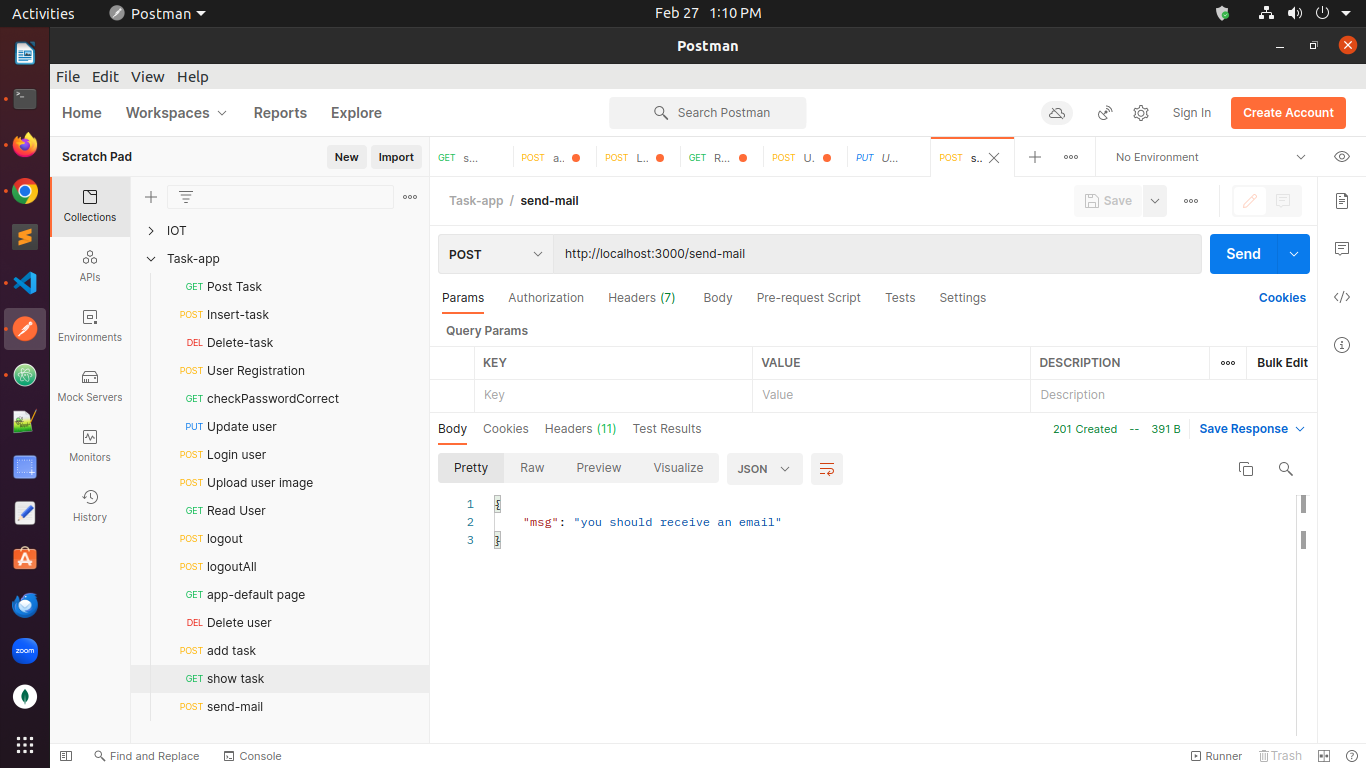 Activities Postman Feb 27 1:10 PM
Postman
File Edit View Help
Home Workspaces Reports Explore Search Postman Sign In Create Account
Scratch Pad New Import
GET s... POST a.. POST L.. GET R... POST U. PUT U... POST s.. No Environment
Collections
APIs
Environments
Mock Servers
Monitors
History
IOT
Task-app
GET Post Task
POST Insert-task
DEL Delete-task
POST User Registration
GET checkPasswordCorrect
PUT Update user
POST Login user
POST Upload user image
GET Read User
POST logout
POST logoutAll
GET app-default page
DEL Delete user
POST add task
GET show task
POST send-mail
Task-app / send-mail Save
POST http://localhost:3000/send-mail Send
Params Authorization Headers (7) Body Pre-request Script Tests Settings Cookies
Query Params
KEY VALUE DESCRIPTION Bulk Edit
Key Value Description
Body Cookies Headers (11) Test Results 201 Created -- 391 B Save Response
Pretty Raw Preview Visualize JSON
1 {
2 "msg": "you should receive an email"
3 }
zoom
Find and Replace Console Runner Trash